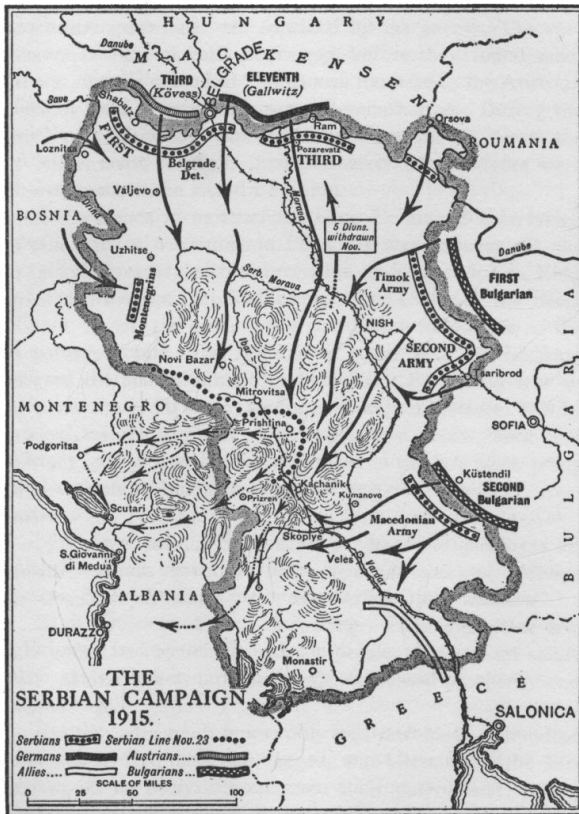 HUNGARY
Danube
MAKENSEN
THIRD
(Kövess)
BELGRADE
ELEVENTH
(Gallwitz)
Save
Shabatz
Orsova
ROUMANIA
Ram
Pozarevatz
THIRD
FIRST
Loznitsa
Belgrade
Det.
Drina
Valjevo
Morava
BOSNIA
5 Divns.
withdrawn
Nov.
Danube
Uzhitse
Serb. Morava
Timok
Army
FIRST
Bulgarian
Montenegrins
NISH
Novi Bazar
Ibar
SECOND
ARMY
Tsaribrod
Mitrovitsa
MONTENEGRO
Prishtina
SOFIA
BULGARIA
Podgoritsa
Küstendil
Kachanik
SECOND
Bulgarian
Prizren
Kumanovo
Scutari
Macedonian
Army
Skoplye
S.Giovanni
di Medua
Veles
Vardar
ALBANIA
DURAZZO
Monastir
THE
SERBIAN CAMPAIGN
1915.
GREECE
SALONICA
Serbians Serbian Line Nov.23
Germans Austrians
Allies Bulgarians
SCALE OF MILES
0 25 50 100